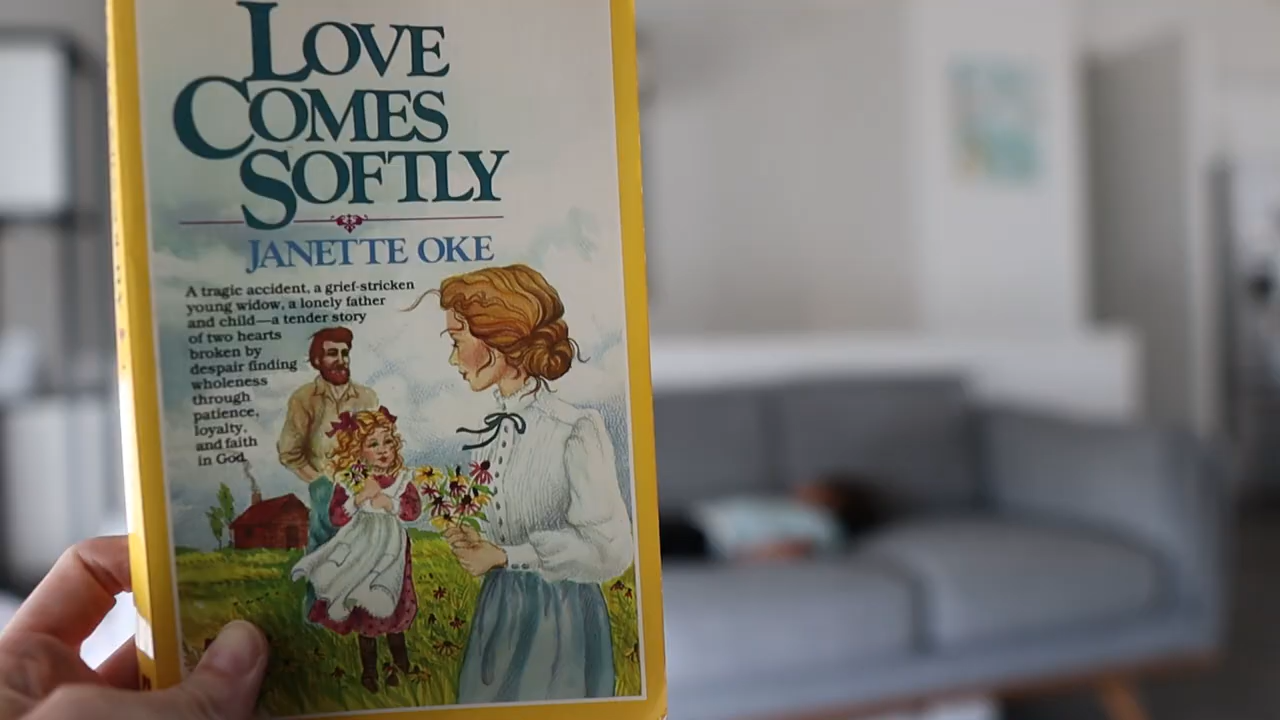 LOVE
COMES
SOFTLY
JANETTE OKE
A tragic accident, a grief-stricken
young widow, a lonely father
and child—a tender story
of two hearts
broken by
despair finding
wholeness
through
patience,
loyalty,
and faith
in God.